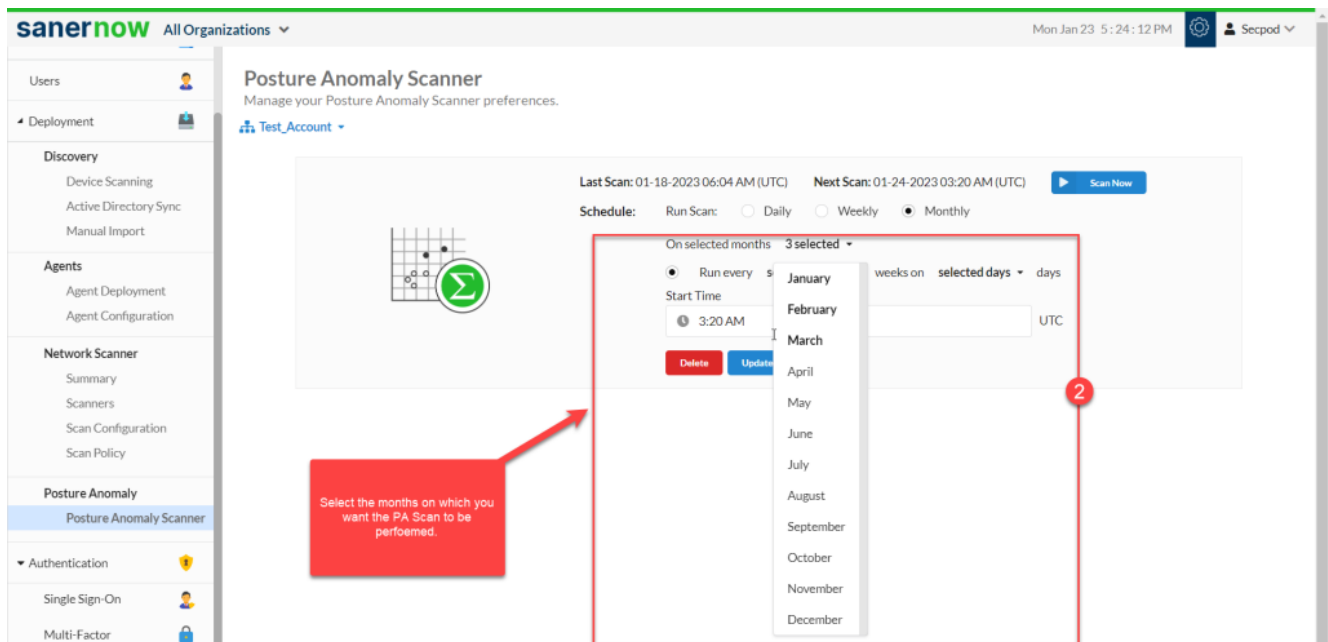 sanernow All Organizations
Mon Jan 23 5:24:12 PM
Secpod
Users
Deployment
Discovery
Device Scanning
Active Directory Sync
Manual Import
Agents
Agent Deployment
Agent Configuration
Network Scanner
Summary
Scanners
Scan Configuration
Scan Policy
Posture Anomaly
Posture Anomaly Scanner
Authentication
Single Sign-On
Multi-Factor
Posture Anomaly Scanner
Manage your Posture Anomaly Scanner preferences.
Test_Account
Last Scan: 01-18-2023 06:04 AM (UTC) Next Scan: 01-24-2023 03:20 AM (UTC) Scan Now
Schedule: Run Scan: Daily Weekly Monthly
On selected months 3 selected
Run every s weeks on selected days days
Start Time
3:20 AM UTC
Delete Update
January
February
March
April
May
June
July
August
September
October
November
December
2
Select the months on which you
want the PA Scan to be
perfoemed.